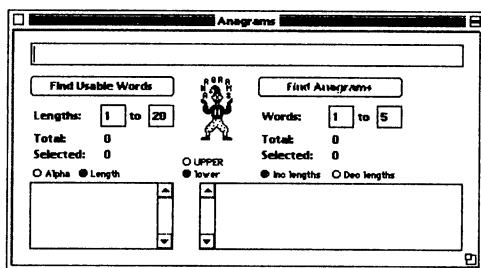 Anagrams
Find Usable Words
Find Anagrams
ANAGRAMS
Lengths: 1 to 20
Words: 1 to 5
Total: 0
Total: 0
Selected: 0
Selected: 0
UPPER
Alpha Length
lower
Inc lengths Dec lengths